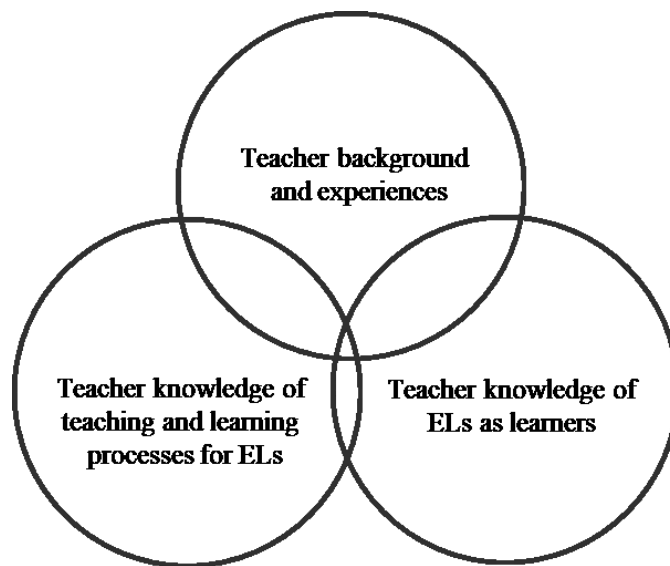 Teacher background
and experiences
Teacher knowledge of
teaching and learning
processes for ELs
Teacher knowledge of
ELs as learners